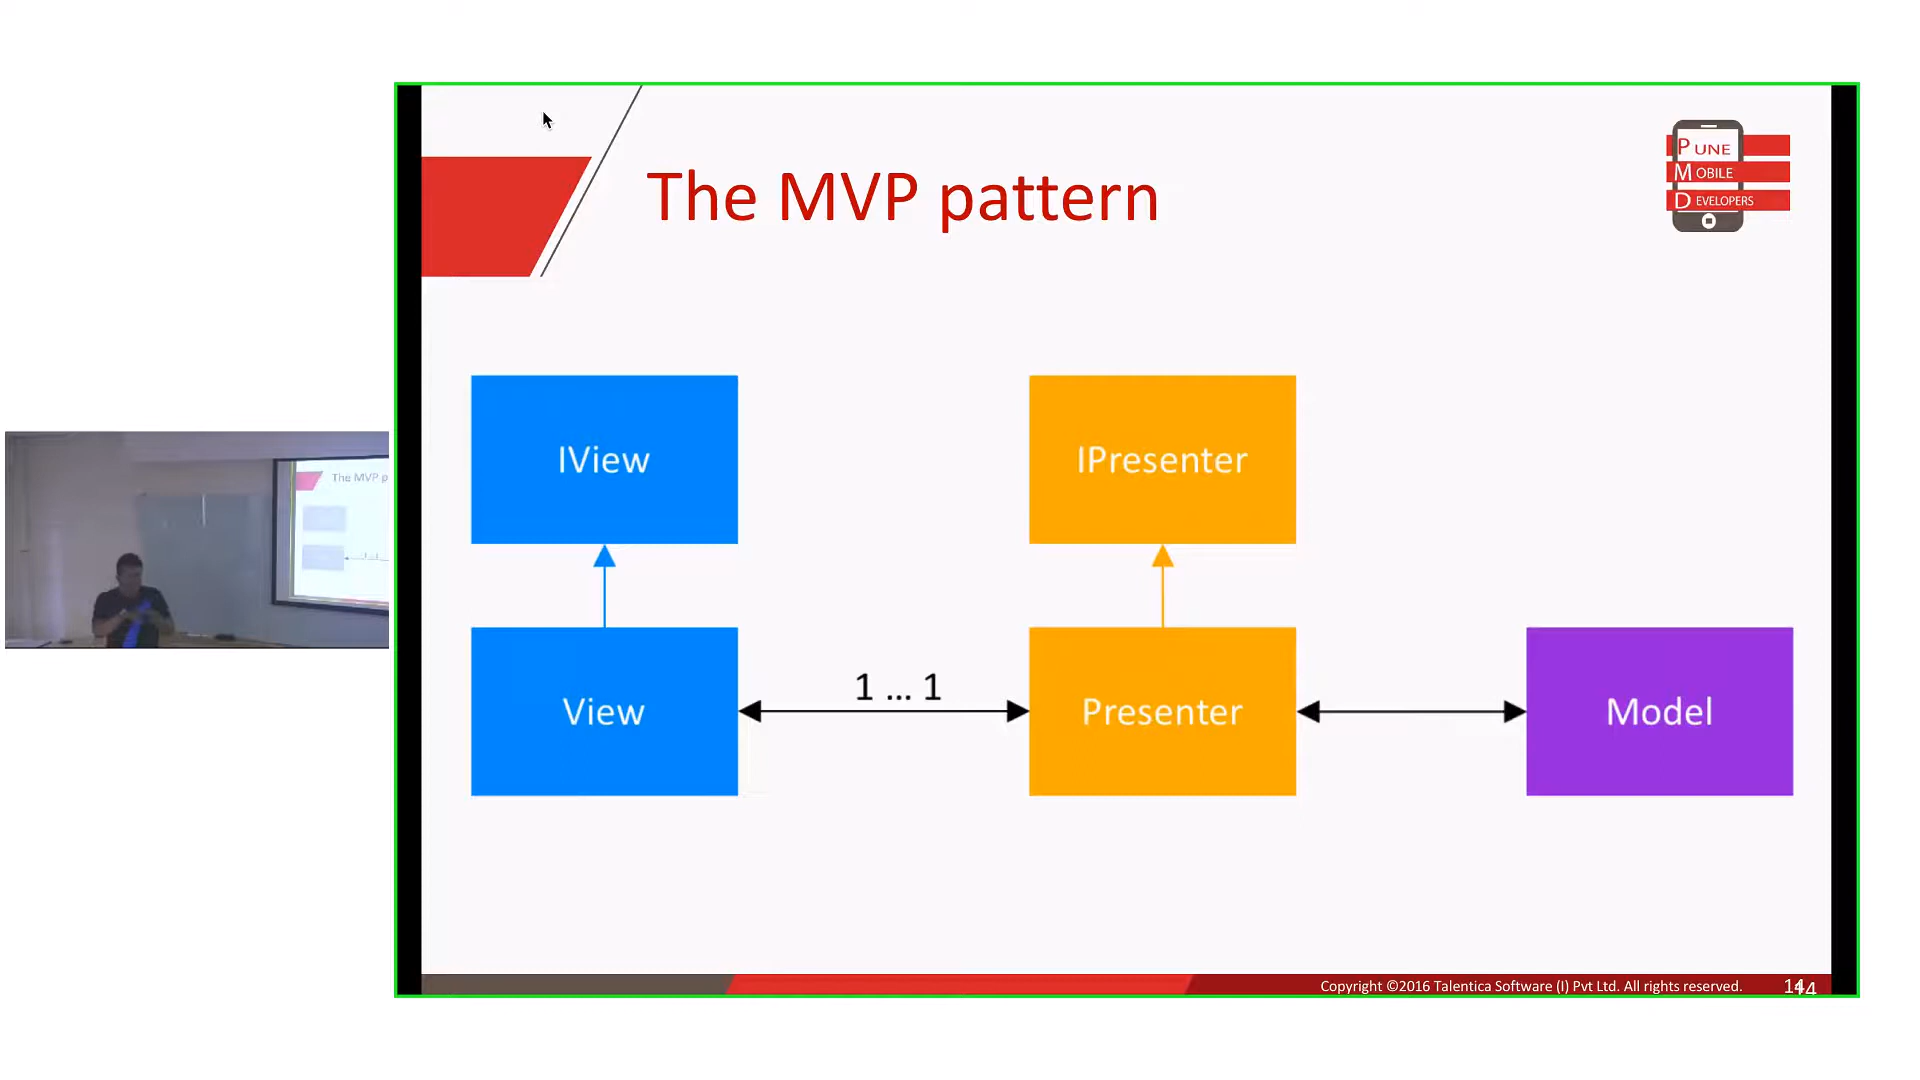 The MVP pattern
PUNE
MOBILE
DEVELOPERS
IView
IPresenter
View
1 ... 1
Presenter
Model
The MVP p
Copyright ©2016 Talentica Software (I) Pvt Ltd. All rights reserved.
14